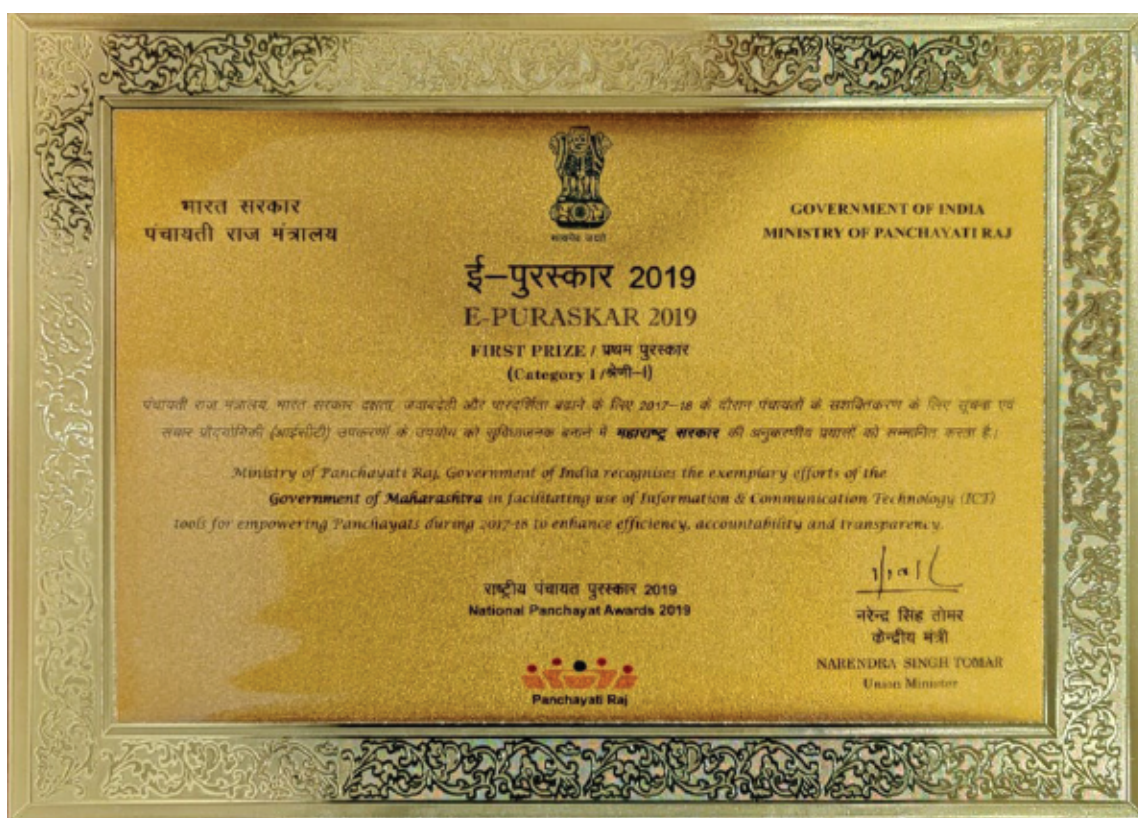 भारत सरकार
पंचायती राज मंत्रालय
सत्यमेव जयते
GOVERNMENT OF INDIA
MINISTRY OF PANCHAYATI RAJ
ई–पुरस्कार 2019
E-PURASKAR 2019
FIRST PRIZE / प्रथम पुरस्कार
(Category I /श्रेणी–I)
पंचायती राज मंत्रालय, भारत सरकार दक्षता, जवाबदेही और पारदर्शिता बढ़ाने के लिए 2017–18 के दौरान पंचायतों के सशक्तिकरण के लिए सूचना एवं
संचार प्रौद्योगिकी (आईसीटी) उपकरणों के उपयोग को सुविधाजनक बनाने में महाराष्ट्र सरकार की अनुकरणीय प्रयासों को सम्मानित करता है।
Ministry of Panchayati Raj, Government of India recognises the exemplary efforts of the
Government of Maharashtra in facilitating use of Information & Communication Technology (ICT)
tools for empowering Panchayats during 2017-18 to enhance efficiency, accountability and transparency.
राष्ट्रीय पंचायत पुरस्कार 2019
National Panchayat Awards 2019
नरेन्द्र सिंह तोमर
केन्द्रीय मंत्री
NARENDRA SINGH TOMAR
Union Minister
Panchayati Raj